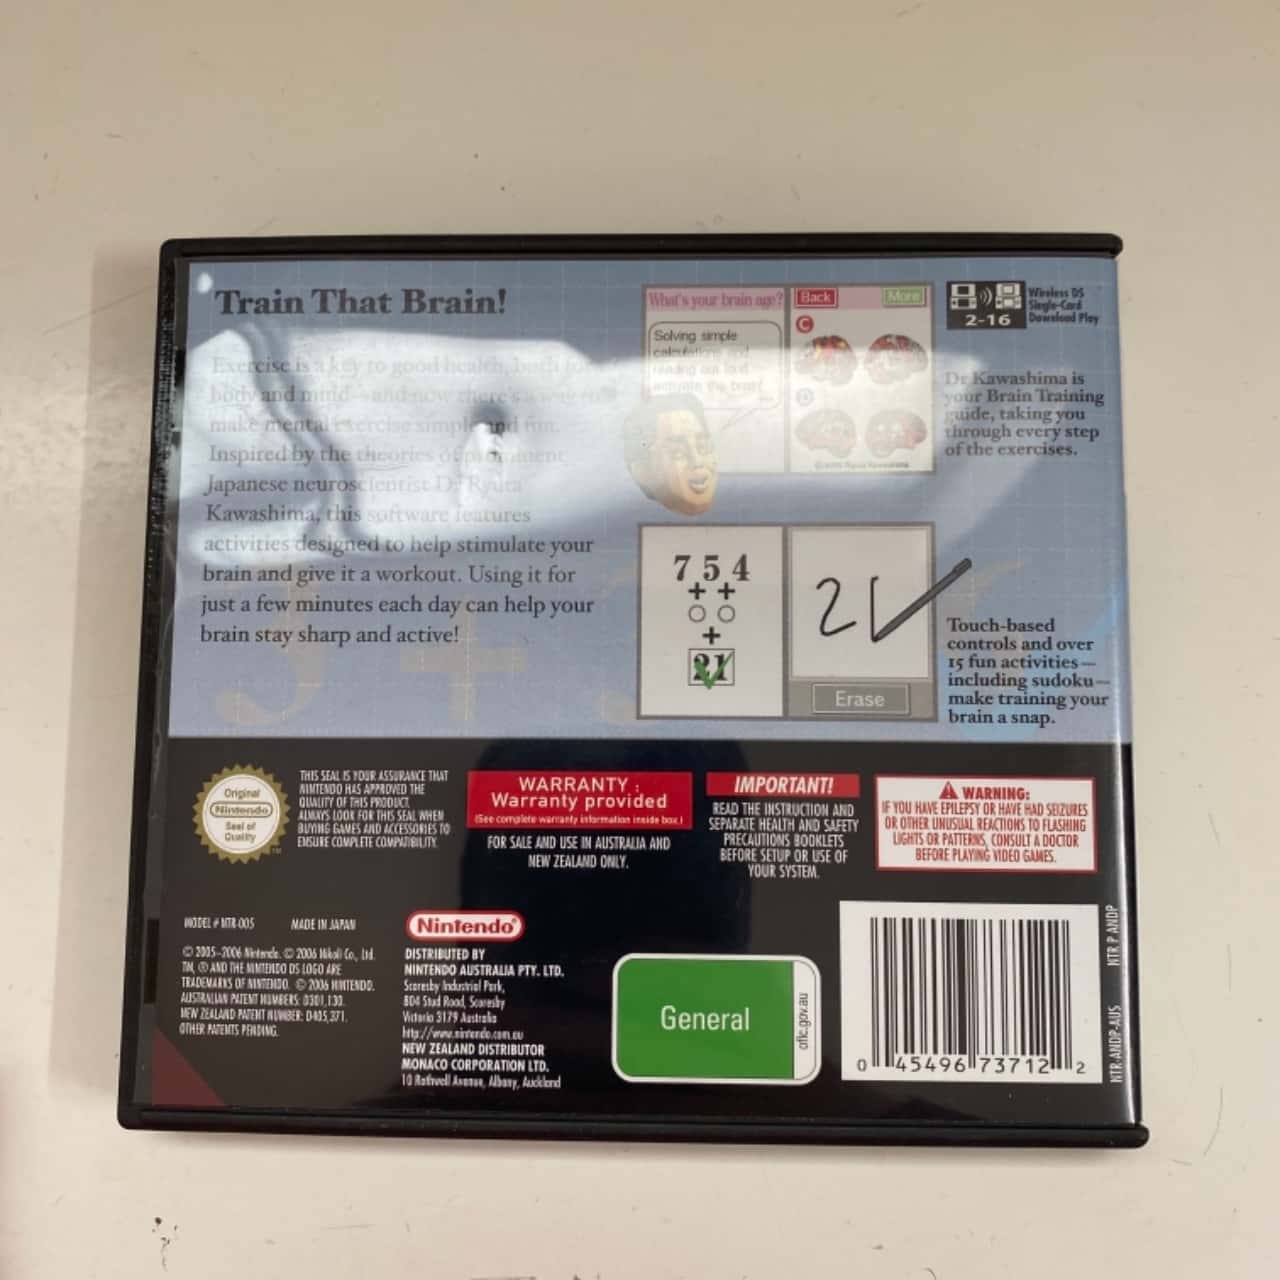 Train That Brain!
Exercise is a key to good health, both for
body and mind—and now there's a way to
make mental exercise simple and fun.
Inspired by the theories of prominent
Japanese neuroscientist Dr Ryuta
Kawashima, this software features
activities designed to help stimulate your
brain and give it a workout. Using it for
just a few minutes each day can help your
brain stay sharp and active!
What's your brain age?
Solving simple
calculations and
reading out loud
activate the brain!
Back
More
C
D
2-16
Wireless DS
Single-Card
Download Play
Dr Kawashima is
your Brain Training
guide, taking you
through every step
of the exercises.
7 5 4
+ +
+
21
21
Erase
Touch-based
controls and over
15 fun activities—
including sudoku—
make training your
brain a snap.
Original
Nintendo
Seal of
Quality
TM
THIS SEAL IS YOUR ASSURANCE THAT
NINTENDO HAS APPROVED THE
QUALITY OF THIS PRODUCT.
ALWAYS LOOK FOR THIS SEAL WHEN
BUYING GAMES AND ACCESSORIES TO
ENSURE COMPLETE COMPATIBILITY.
WARRANTY :
Warranty provided
(See complete warranty information inside box.)
FOR SALE AND USE IN AUSTRALIA AND
NEW ZEALAND ONLY.
IMPORTANT!
READ THE INSTRUCTION AND
SEPARATE HEALTH AND SAFETY
PRECAUTIONS BOOKLETS
BEFORE SETUP OR USE OF
YOUR SYSTEM.
WARNING:
IF YOU HAVE EPILEPSY OR HAVE HAD SEIZURES
OR OTHER UNUSUAL REACTIONS TO FLASHING
LIGHTS OR PATTERNS, CONSULT A DOCTOR
BEFORE PLAYING VIDEO GAMES.
MODEL # NTR-005 MADE IN JAPAN
© 2005-2006 Nintendo. © 2006 Nikoli Co., Ltd.
TM, ® AND THE NINTENDO DS LOGO ARE
TRADEMARKS OF NINTENDO. © 2006 NINTENDO.
AUSTRALIAN PATENT NUMBERS: 0301,130.
NEW ZEALAND PATENT NUMBER: D405,371.
OTHER PATENTS PENDING.
Nintendo®
DISTRIBUTED BY
NINTENDO AUSTRALIA PTY. LTD.
Scoresby Industrial Park,
804 Stud Road, Scoresby
Victoria 3179 Australia
http://www.nintendo.com.au
NEW ZEALAND DISTRIBUTOR
MONACO CORPORATION LTD.
10 Rothwell Avenue, Albany, Auckland
General
oflc.gov.au
0 45496 73712 2
NTR P ANDP
NTR-ANDP-AUS